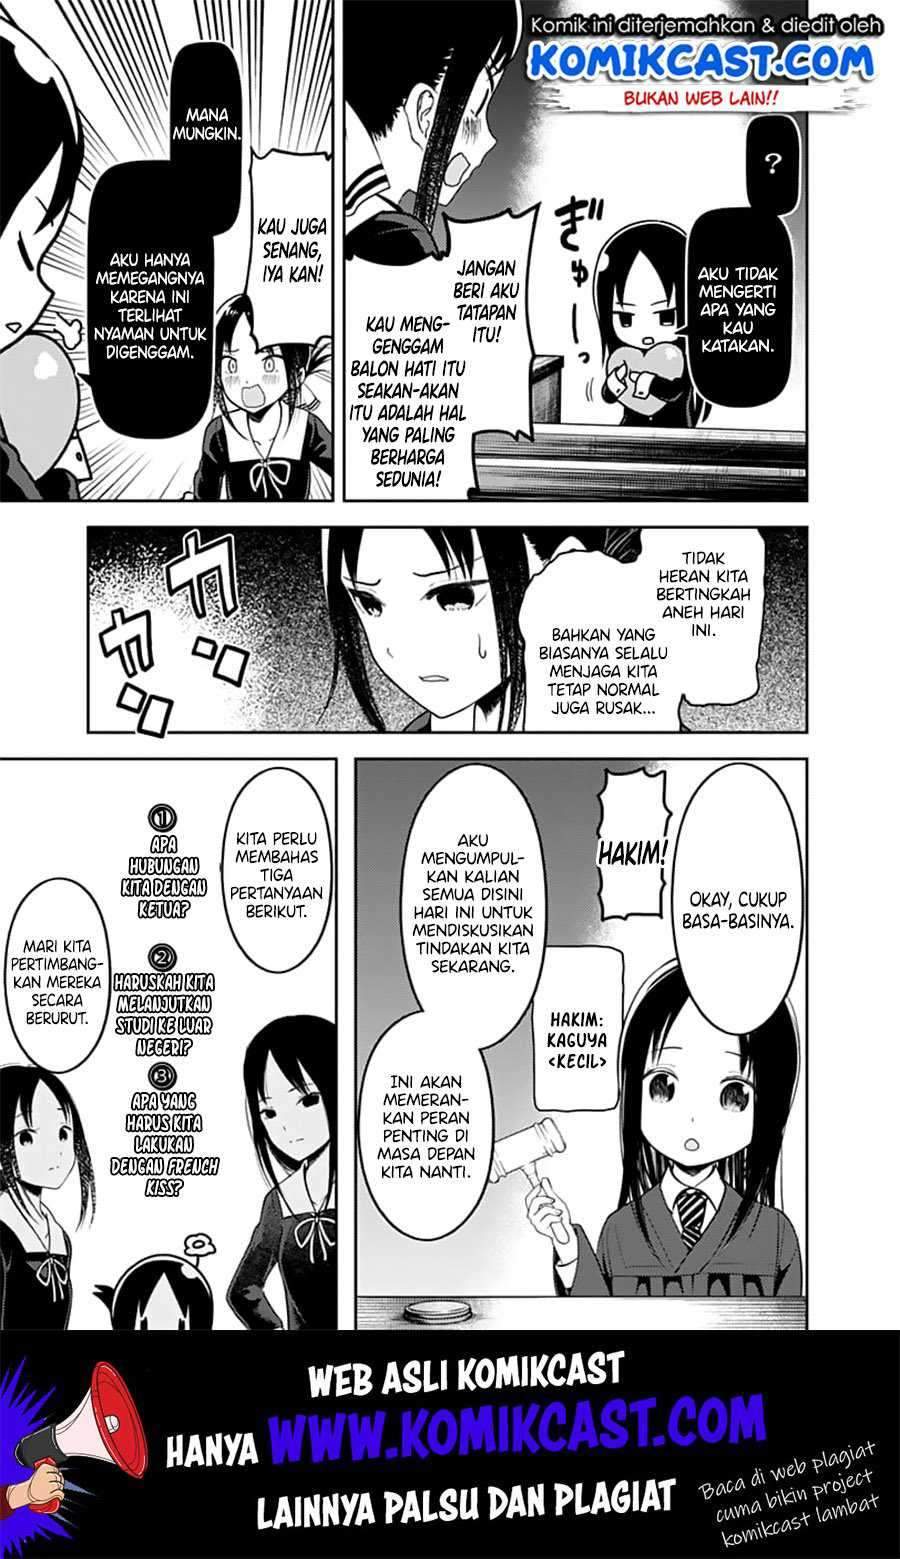 Komik ini diterjemahkan & diedit oleh
KOMIKCAST.COM
BUKAN WEB LAIN!!
?
AKU TIDAK
MENGERTI
APA YANG
KAU
KATAKAN.
ぎゅーっ
JANGAN
BERI AKU
TATAPAN
ITU!
KAU MENG-
GENGGAM
BALON HATI ITU
SEAKAN-AKAN
ITU ADALAH HAL
YANG PALING
BERHARGA
SEDUNIA!
KAU JUGA
SENANG,
IYA KAN!
MANA
MUNGKIN.
AKU HANYA
MEMEGANGNYA
KARENA INI
TERLIHAT
NYAMAN UNTUK
DIGENGGAM.
TIDAK
HERAN KITA
BERTINGKAH
ANEH HARI
INI.
BAHKAN YANG
BIASANYA SELALU
MENJAGA KITA
TETAP NORMAL
JUGA RUSAK...
ガミガミ
OKAY, CUKUP
BASA-BASINYA.
HAKIM!
HAKIM:
KAGUYA
<KECIL>
AKU
MENGUMPUL-
KAN KALIAN
SEMUA DISINI
HARI INI UNTUK
MENDISKUSIKAN
TINDAKAN KITA
SEKARANG.
INI AKAN
MEMERAN-
KAN PERAN
PENTING DI
MASA DEPAN
KITA NANTI.
KITA PERLU
MEMBAHAS
TIGA
PERTANYAAN
BERIKUT.
①
APA
HUBUNGAN
KITA DENGAN
KETUA?
②
HARUSKAH KITA
MELANJUTKAN
STUDI KE LUAR
NEGERI?
③
APA YANG
HARUS KITA
LAKUKAN
DENGAN FRENCH
KISS?
MARI KITA
PERTIMBANG-
KAN MEREKA
SECARA
BERURUT.
WEB ASLI KOMIKCAST
HANYA WWW.KOMIKCAST.COM
LAINNYA PALSU DAN PLAGIAT
Baca di web plagiat
cuma bikin project
komikcast lambat